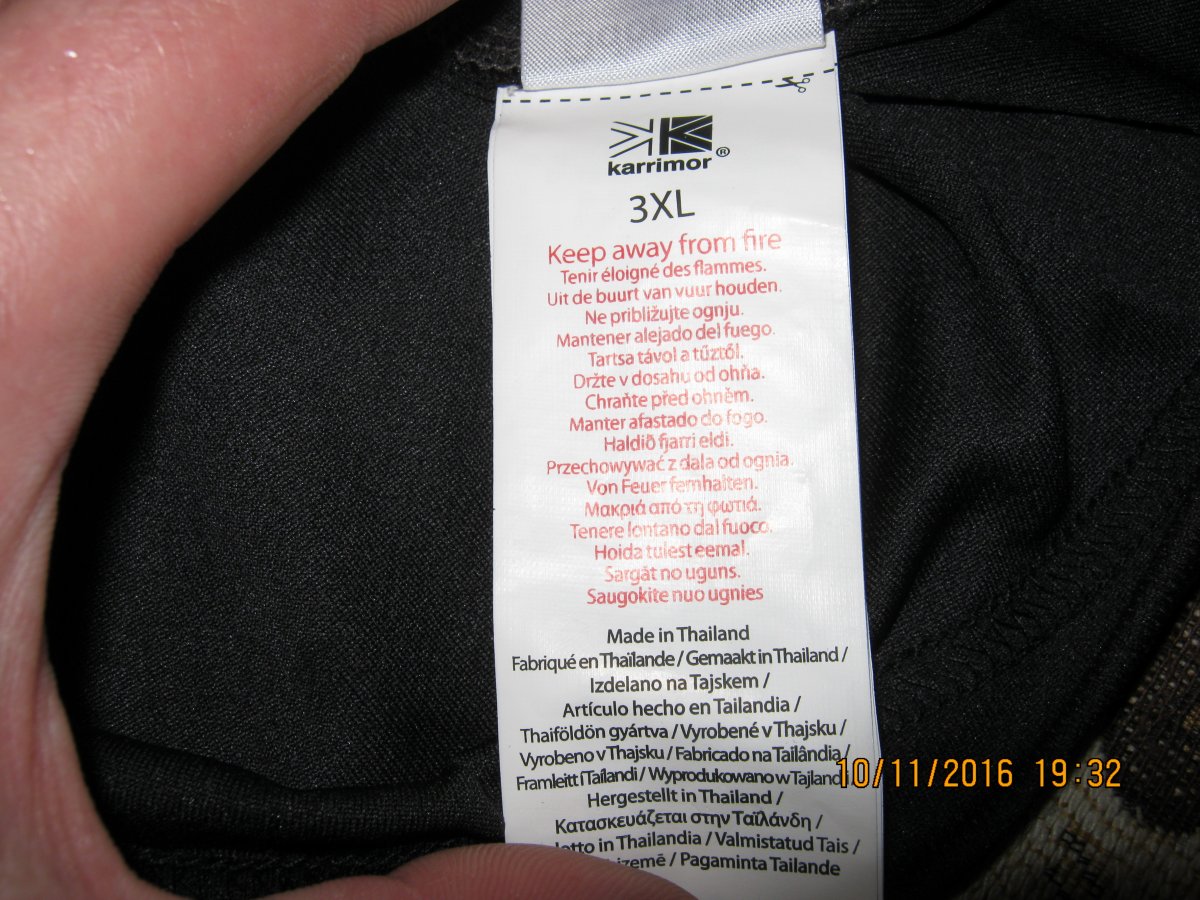 karrimor®
3XL
Keep away from fire
Tenir éloigné des flammes.
Uit de buurt van vuur houden.
Ne približujte ognju.
Mantener alejado del fuego.
Tartsa távol a tűztől.
Držte v dosahu od ohňa.
Chraňte před ohněm.
Manter afastado do fogo.
Haldið fjarri eldi.
Przechowywać z dala od ognia.
Von Feuer fernhalten.
Μακριά από τη φωτιά.
Tenere lontano dal fuoco.
Hoida tulest eemal.
Sargāt no uguns.
Saugokite nuo ugnies
Made in Thailand
Fabriqué en Thaïlande / Gemaakt in Thailand /
Izdelano na Tajskem /
Artículo hecho en Tailandia /
Thaiföldön gyártva / Vyrobené v Thajsku /
Vyrobeno v Thajsku / Fabricado na Tailândia /
Framleitt í Taílandi / Wyprodukowano w Tajland
10/11/2016 19:32
Hergestellt in Thailand /
Κατασκευάζεται στην Ταϊλάνδη /
in Thailandia / Valmistatud Tais /
/ Pagaminta Tailande